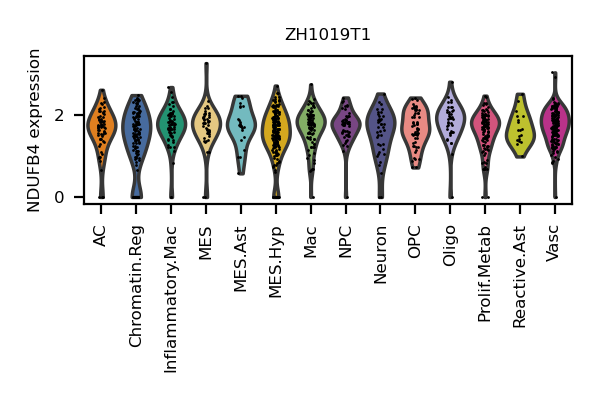 ZH1019T1
NDUFB4 expression
2
0
AC
Chromatin.Reg
Inflammatory.Mac
MES
MES.Ast
MES.Hyp
Mac
NPC
Neuron
OPC
Oligo
Prolif.Metab
Reactive.Ast
Vasc